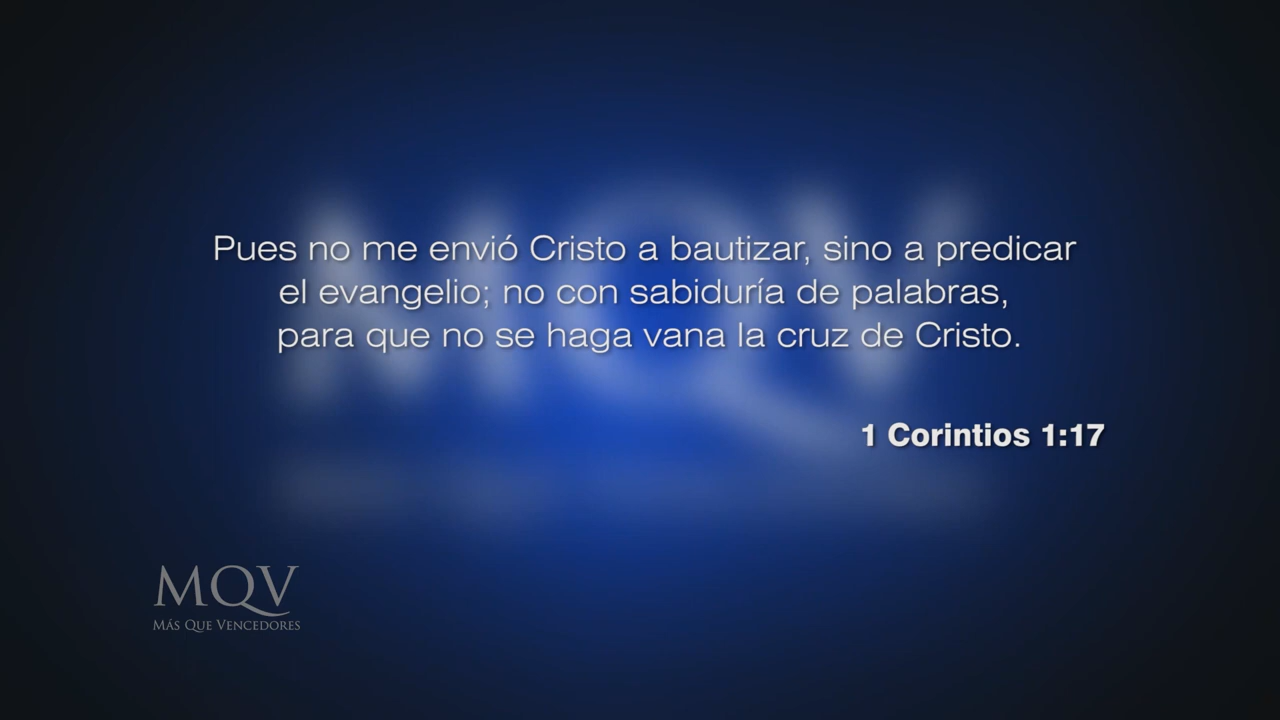 Pues no me envió Cristo a bautizar, sino a predicar
el evangelio; no con sabiduría de palabras,
para que no se haga vana la cruz de Cristo.
1 Corintios 1:17
MQV
MÁS QUE VENCEDORES